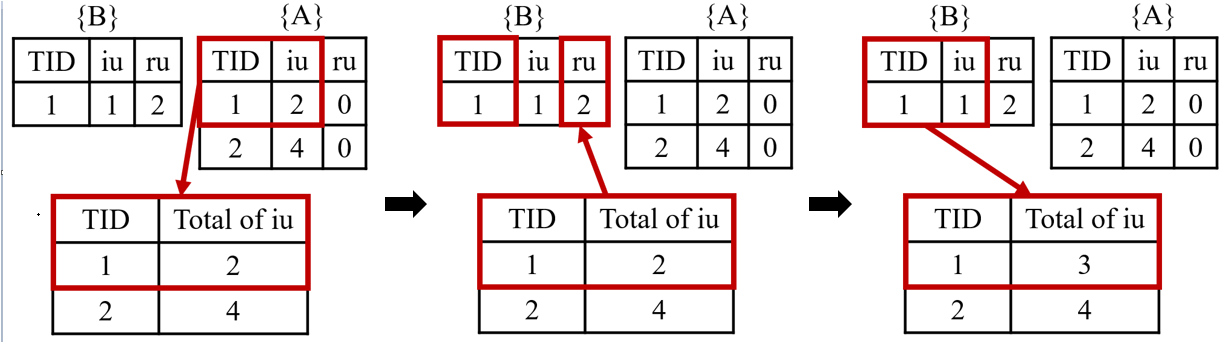 {B} {A} {B} {A} {B} {A}
TID iu ru TID iu ru TID iu ru TID iu ru TID iu ru TID iu ru
1 1 2 1 2 0 1 1 2 1 2 0 1 1 2 1 2 0
2 4 0 2 4 0 2 4 0
TID Total of iu TID Total of iu TID Total of iu
1 2 1 2 1 3
2 4 2 4 2 4